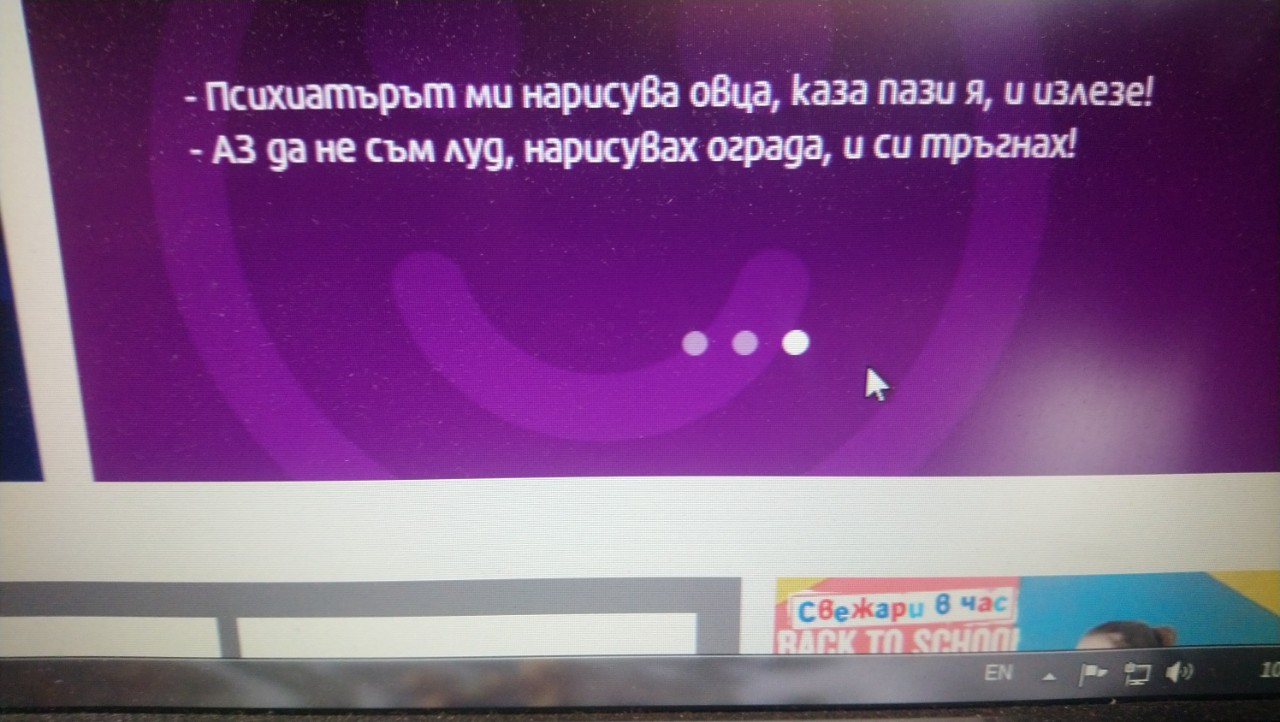 - Психиатърът ми нарисува овца, каза пази я, и излезе!
- АЗ да не съм луд, нарисувах ограда, и си тръгнах!
Свежари в час
BACK TO SCHOOL
EN
10